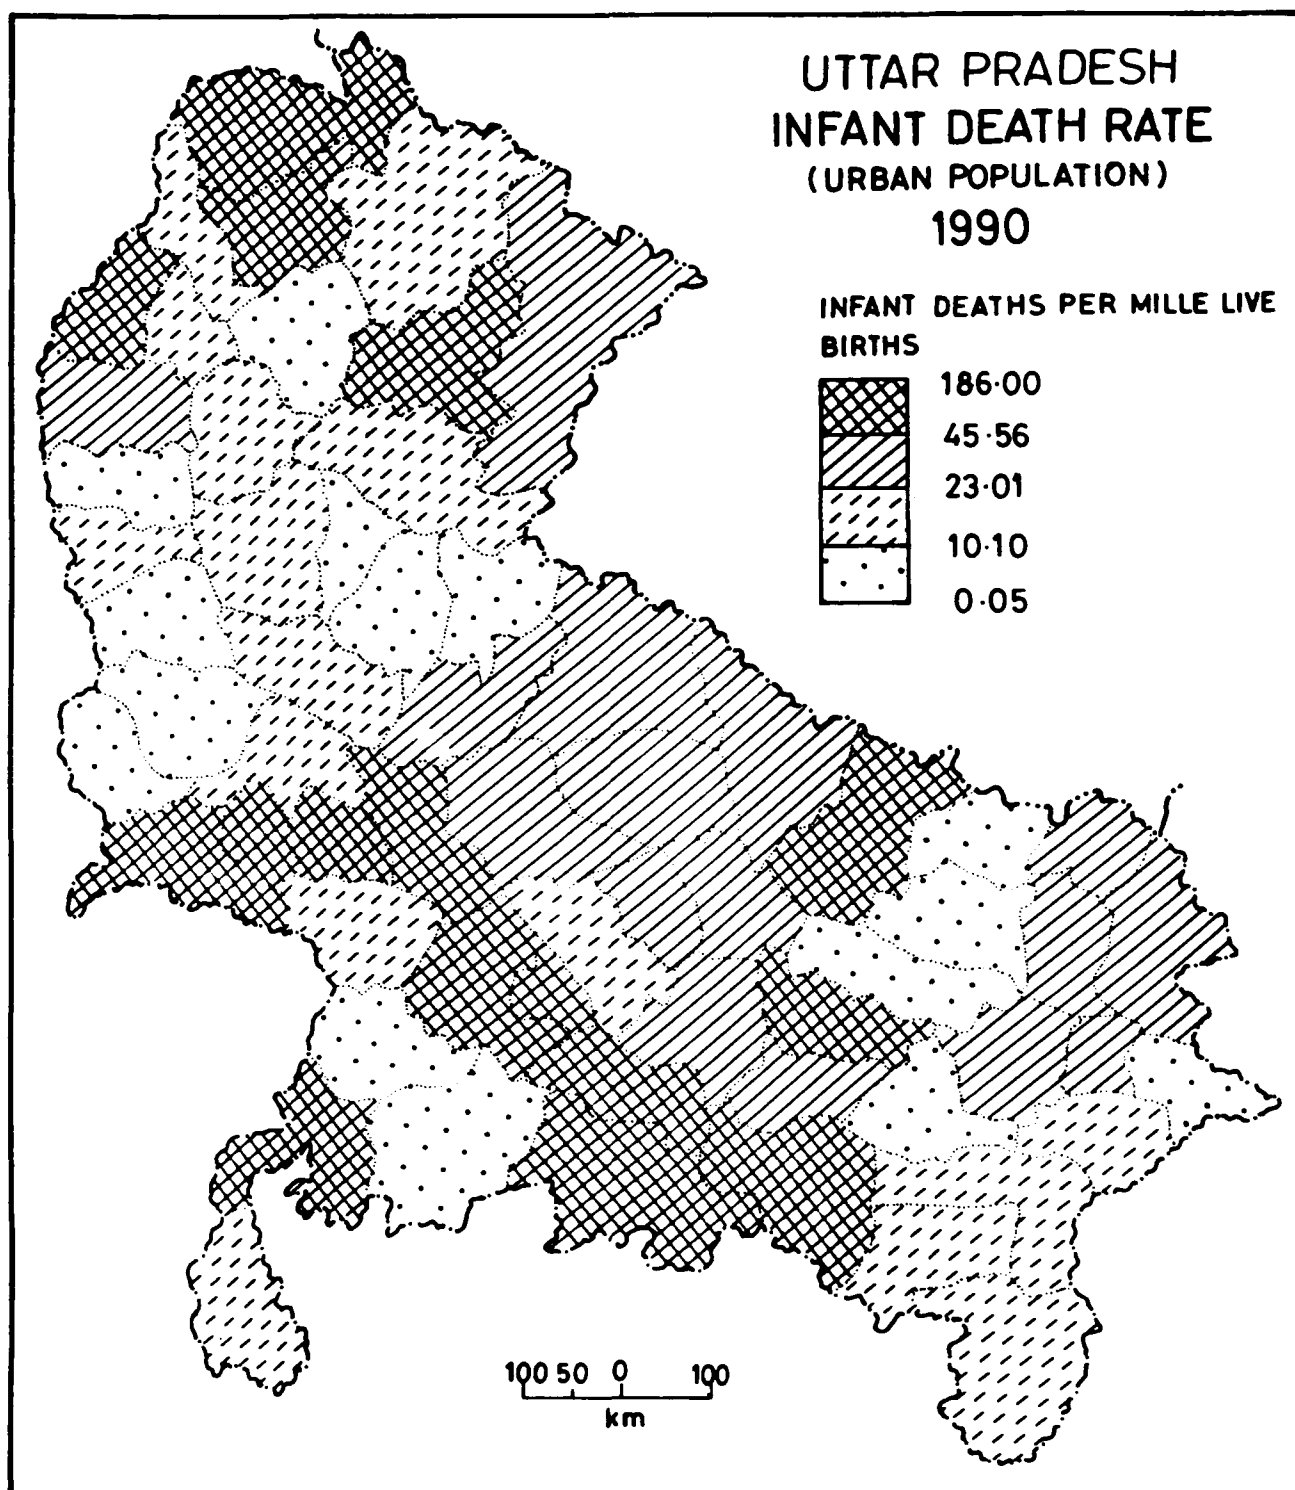 UTTAR PRADESH
INFANT DEATH RATE
(URBAN POPULATION)
1990
INFANT DEATHS PER MILLE LIVE
BIRTHS
186·00
45·56
23·01
10·10
0·05
100 50 0 100
km